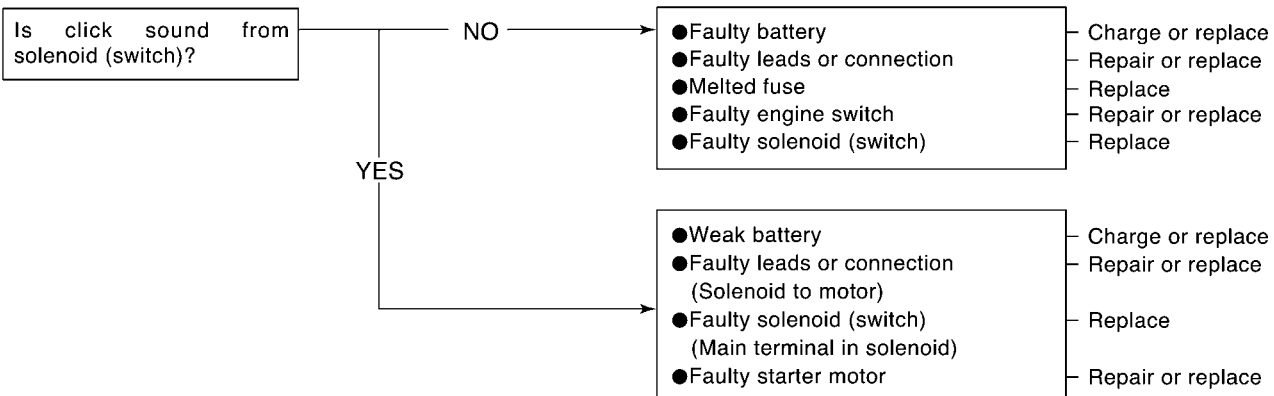 Is click sound from
solenoid (switch)?
NO
●Faulty battery
Charge or replace
●Faulty leads or connection
Repair or replace
●Melted fuse
Replace
●Faulty engine switch
Repair or replace
●Faulty solenoid (switch)
Replace
YES
●Weak battery
Charge or replace
●Faulty leads or connection
Repair or replace
(Solenoid to motor)
●Faulty solenoid (switch)
Replace
(Main terminal in solenoid)
●Faulty starter motor
Repair or replace